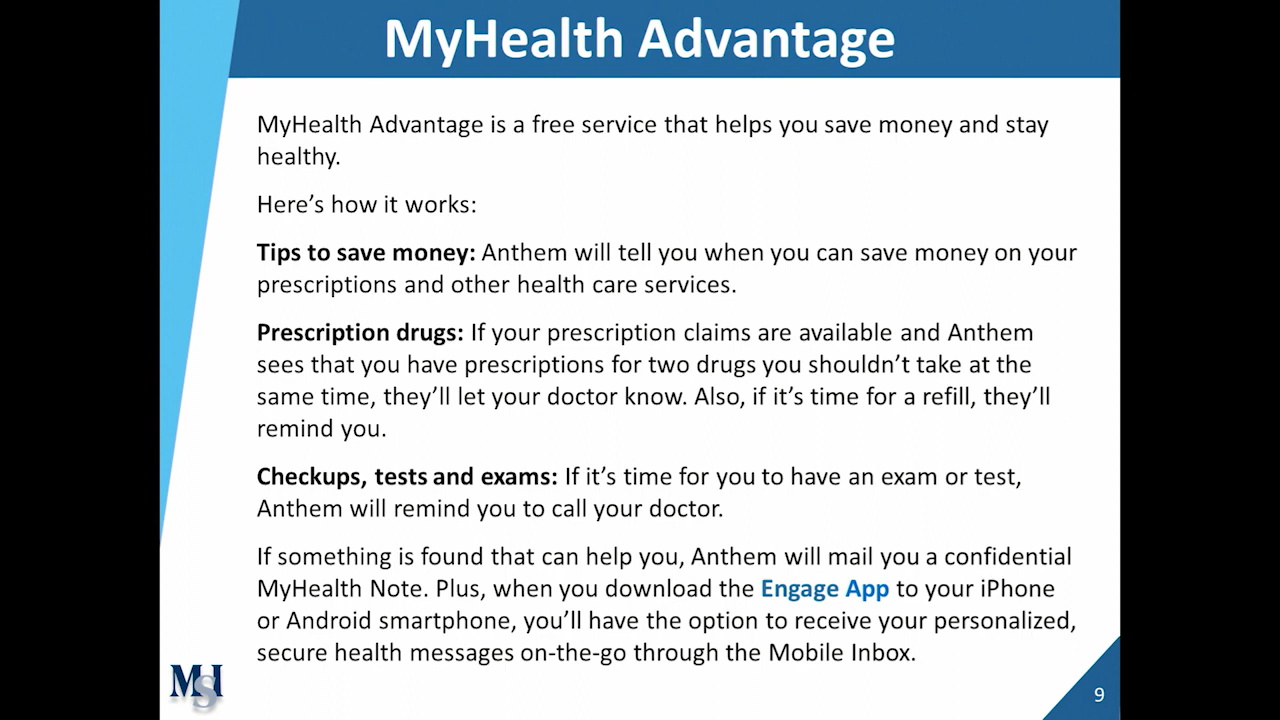 MyHealth Advantage
MyHealth Advantage is a free service that helps you save money and stay
healthy.
Here’s how it works:
Tips to save money: Anthem will tell you when you can save money on your
prescriptions and other health care services.
Prescription drugs: If your prescription claims are available and Anthem
sees that you have prescriptions for two drugs you shouldn’t take at the
same time, they’ll let your doctor know. Also, if it’s time for a refill, they’ll
remind you.
Checkups, tests and exams: If it’s time for you to have an exam or test,
Anthem will remind you to call your doctor.
If something is found that can help you, Anthem will mail you a confidential
MyHealth Note. Plus, when you download the Engage App to your iPhone
or Android smartphone, you’ll have the option to receive your personalized,
secure health messages on-the-go through the Mobile Inbox.
MSI
9